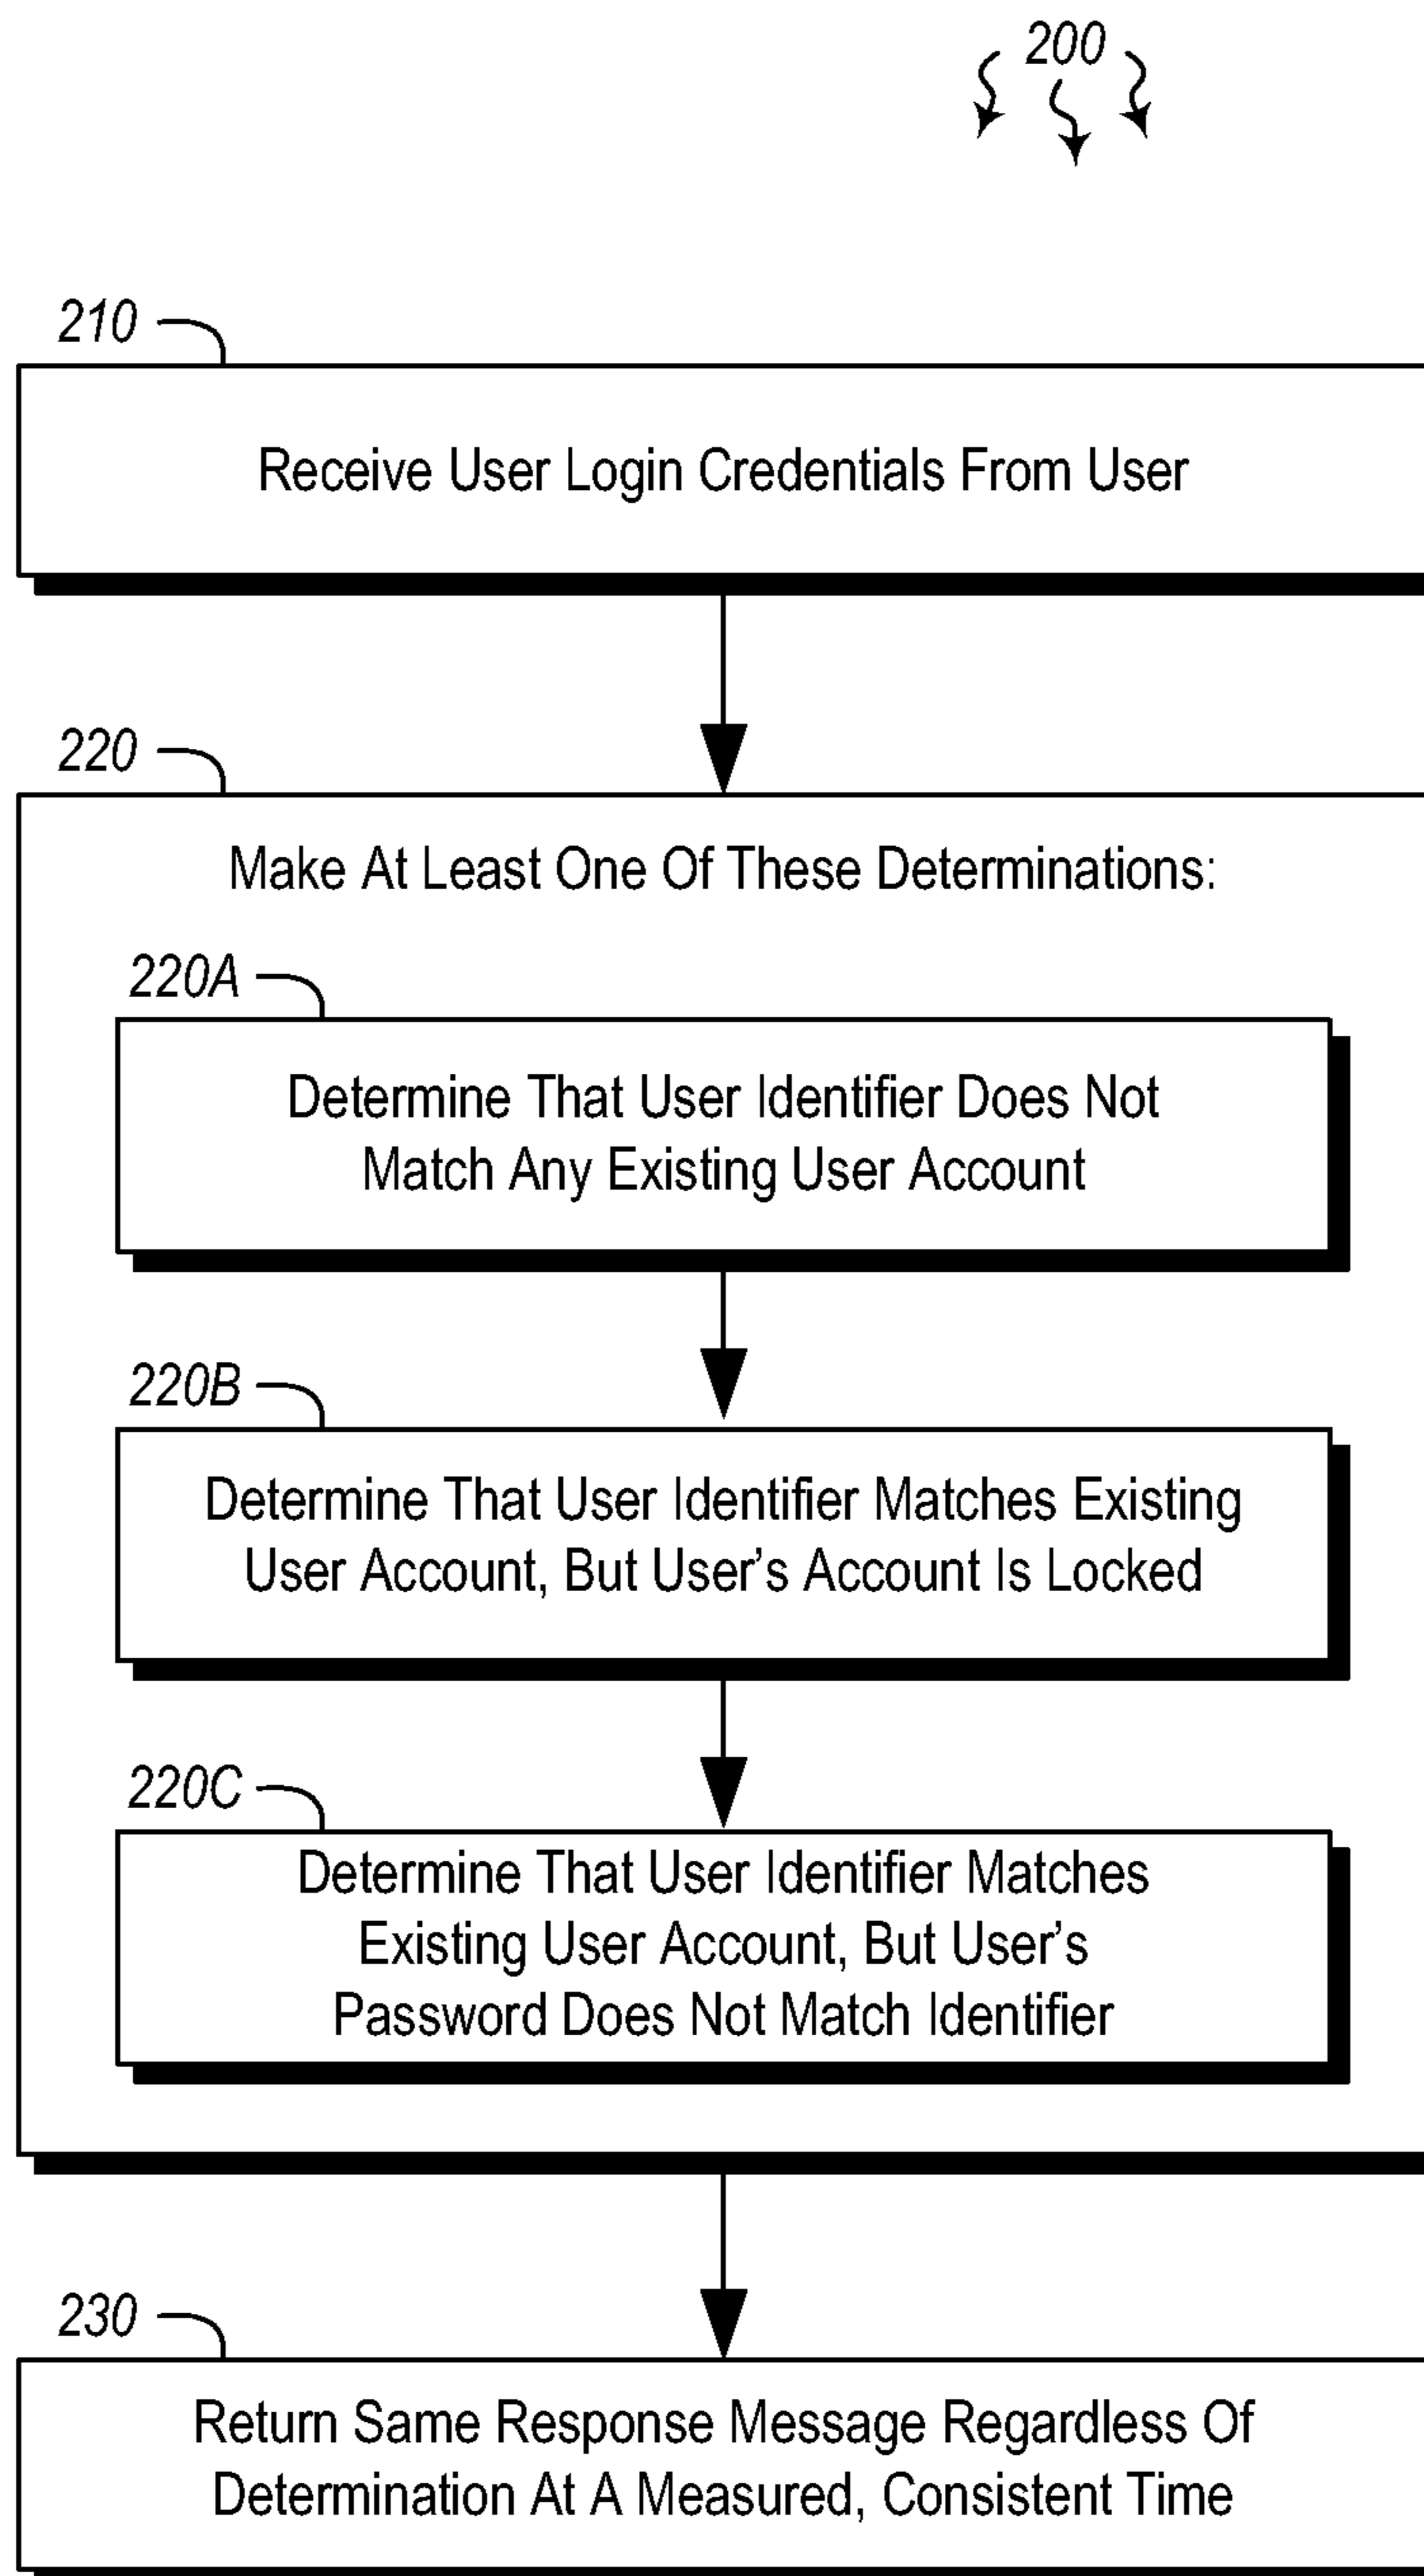 200
210
Receive User Login Credentials From User
220
Make At Least One Of These Determinations:
220A
Determine That User Identifier Does Not
Match Any Existing User Account
220B
Determine That User Identifier Matches Existing
User Account, But User’s Account Is Locked
220C
Determine That User Identifier Matches
Existing User Account, But User’s
Password Does Not Match Identifier
230
Return Same Response Message Regardless Of
Determination At A Measured, Consistent Time